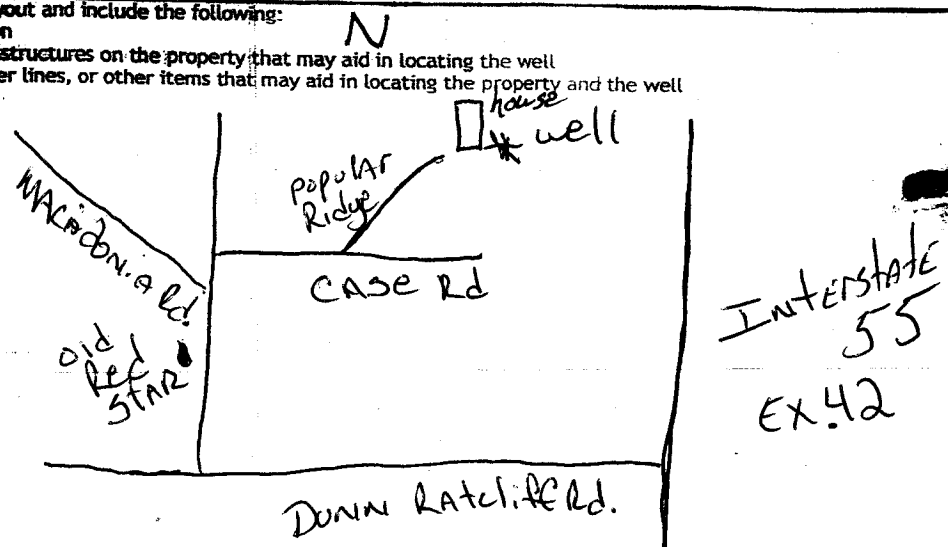 yout and include the following:
n
structures on the property that may aid in locating the well
er lines, or other items that may aid in locating the property and the well
N
house
well
popular
Ridge
MACADONIA Rd.
CASE Rd
Old
Red
STAR
INTERSTATE
55
EX.42
DUNN RATCliff Rd.